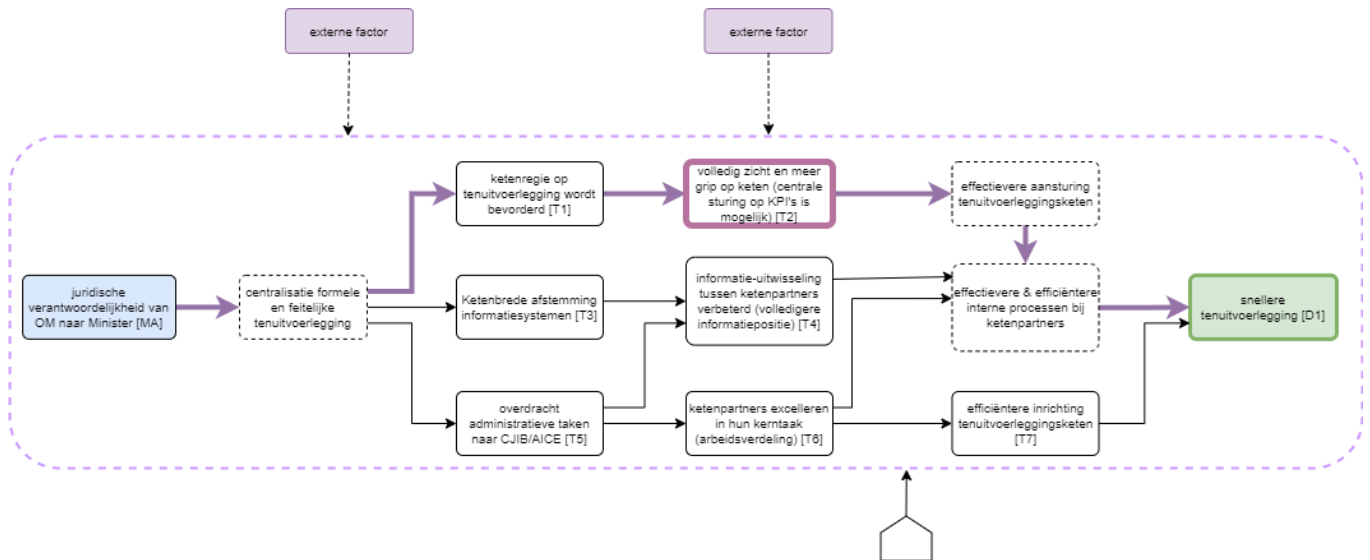 externe factor
externe factor
ketenregie op
tenuitvoerlegging wordt
bevorderd [T1]
volledig zicht en meer
grip op keten (centrale
sturing op KPI's is
mogelijk) [T2]
effectievere aansturing
tenuitvoerleggingsketen
juridische
verantwoordelijkheid van
OM naar Minister [MA]
centralisatie formele
en feitelijke
tenuitvoerlegging
Ketenbrede afstemming
informatiesystemen [T3]
informatie-uitwisseling
tussen ketenpartners
verbeterd (volledigere
informatiepositie) [T4]
effectievere & efficiëntere
interne processen bij
ketenpartners
snellere
tenuitvoerlegging [D1]
overdracht
administratieve taken
naar CJIB/AICE [T5]
ketenpartners excelleren
in hun kerntaak
(arbeidsverdeling) [T6]
efficiëntere inrichting
tenuitvoerleggingsketen
[T7]